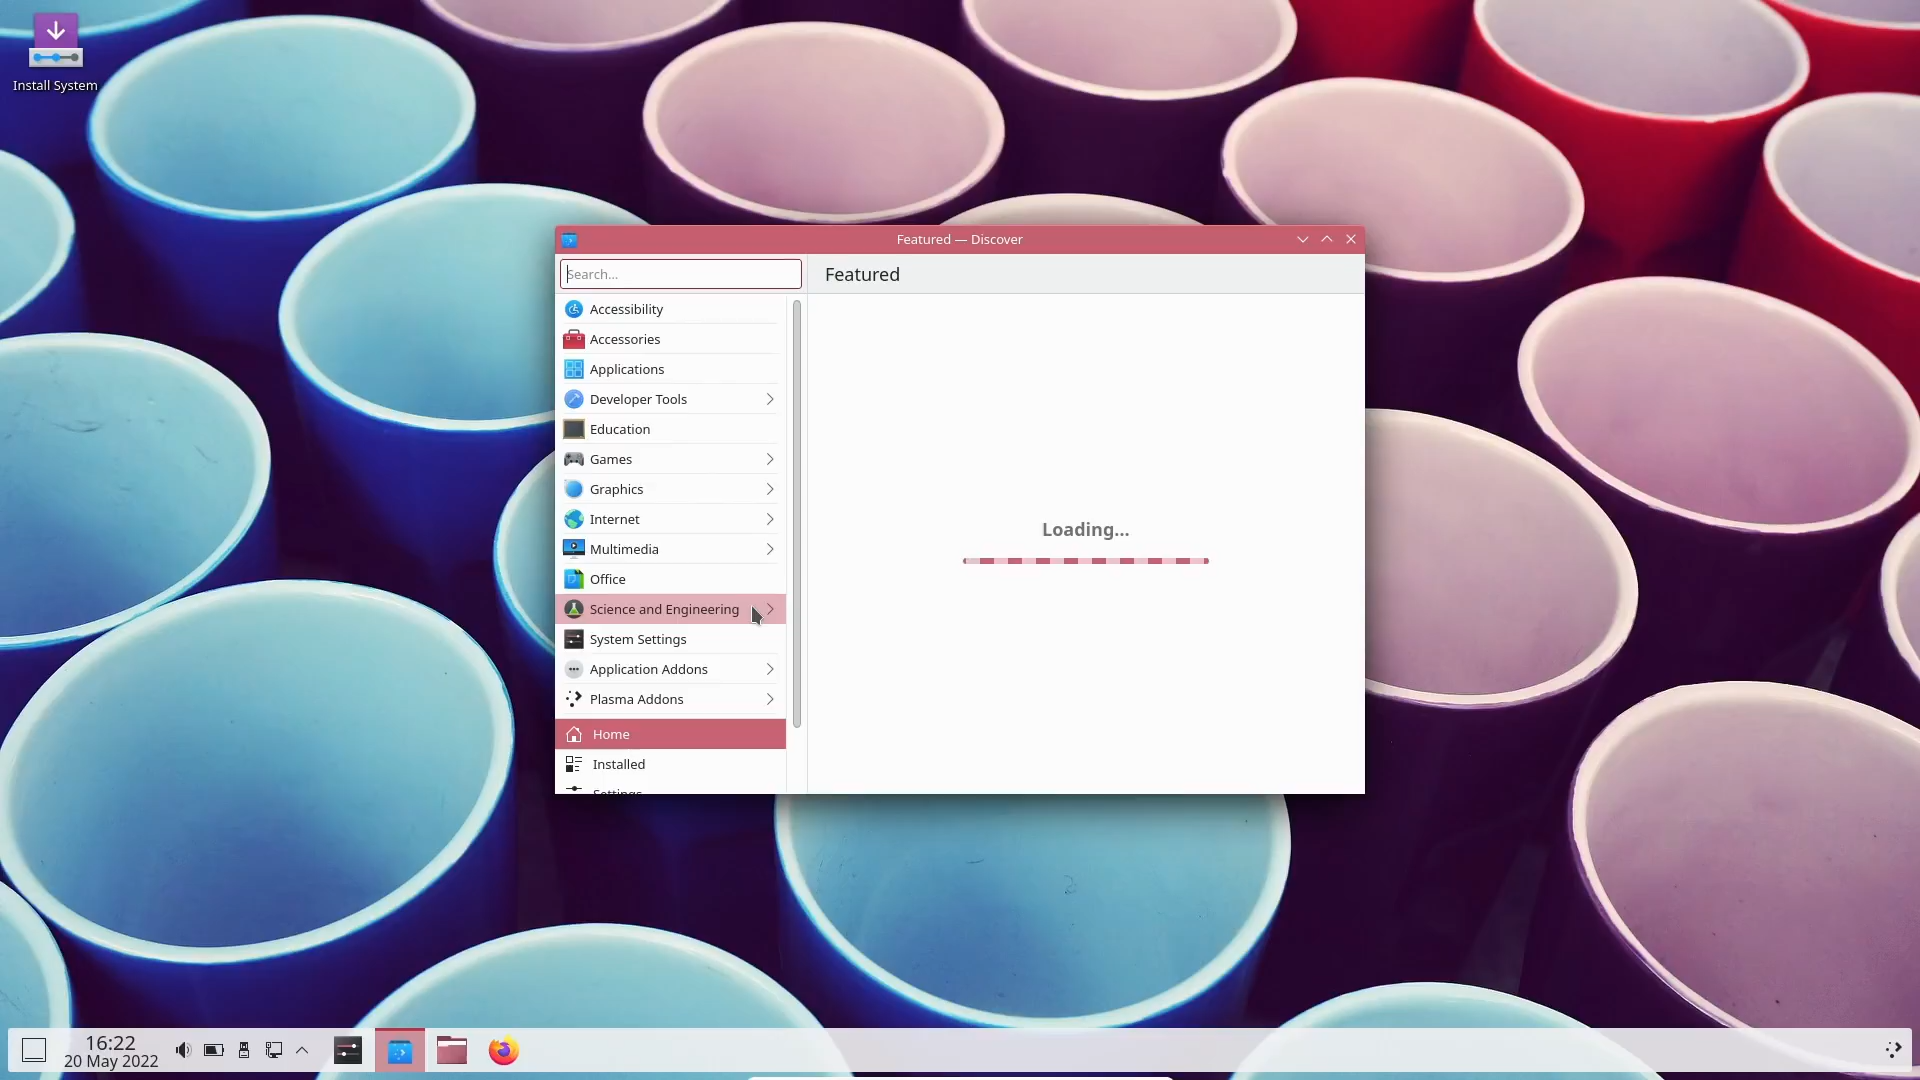 Install System
Featured — Discover
Search...
Featured
Accessibility
Accessories
Applications
Developer Tools
Education
Games
Graphics
Internet
Multimedia
Office
Science and Engineering
System Settings
Application Addons
Plasma Addons
Home
Installed
Settings
Loading...
16:22
20 May 2022